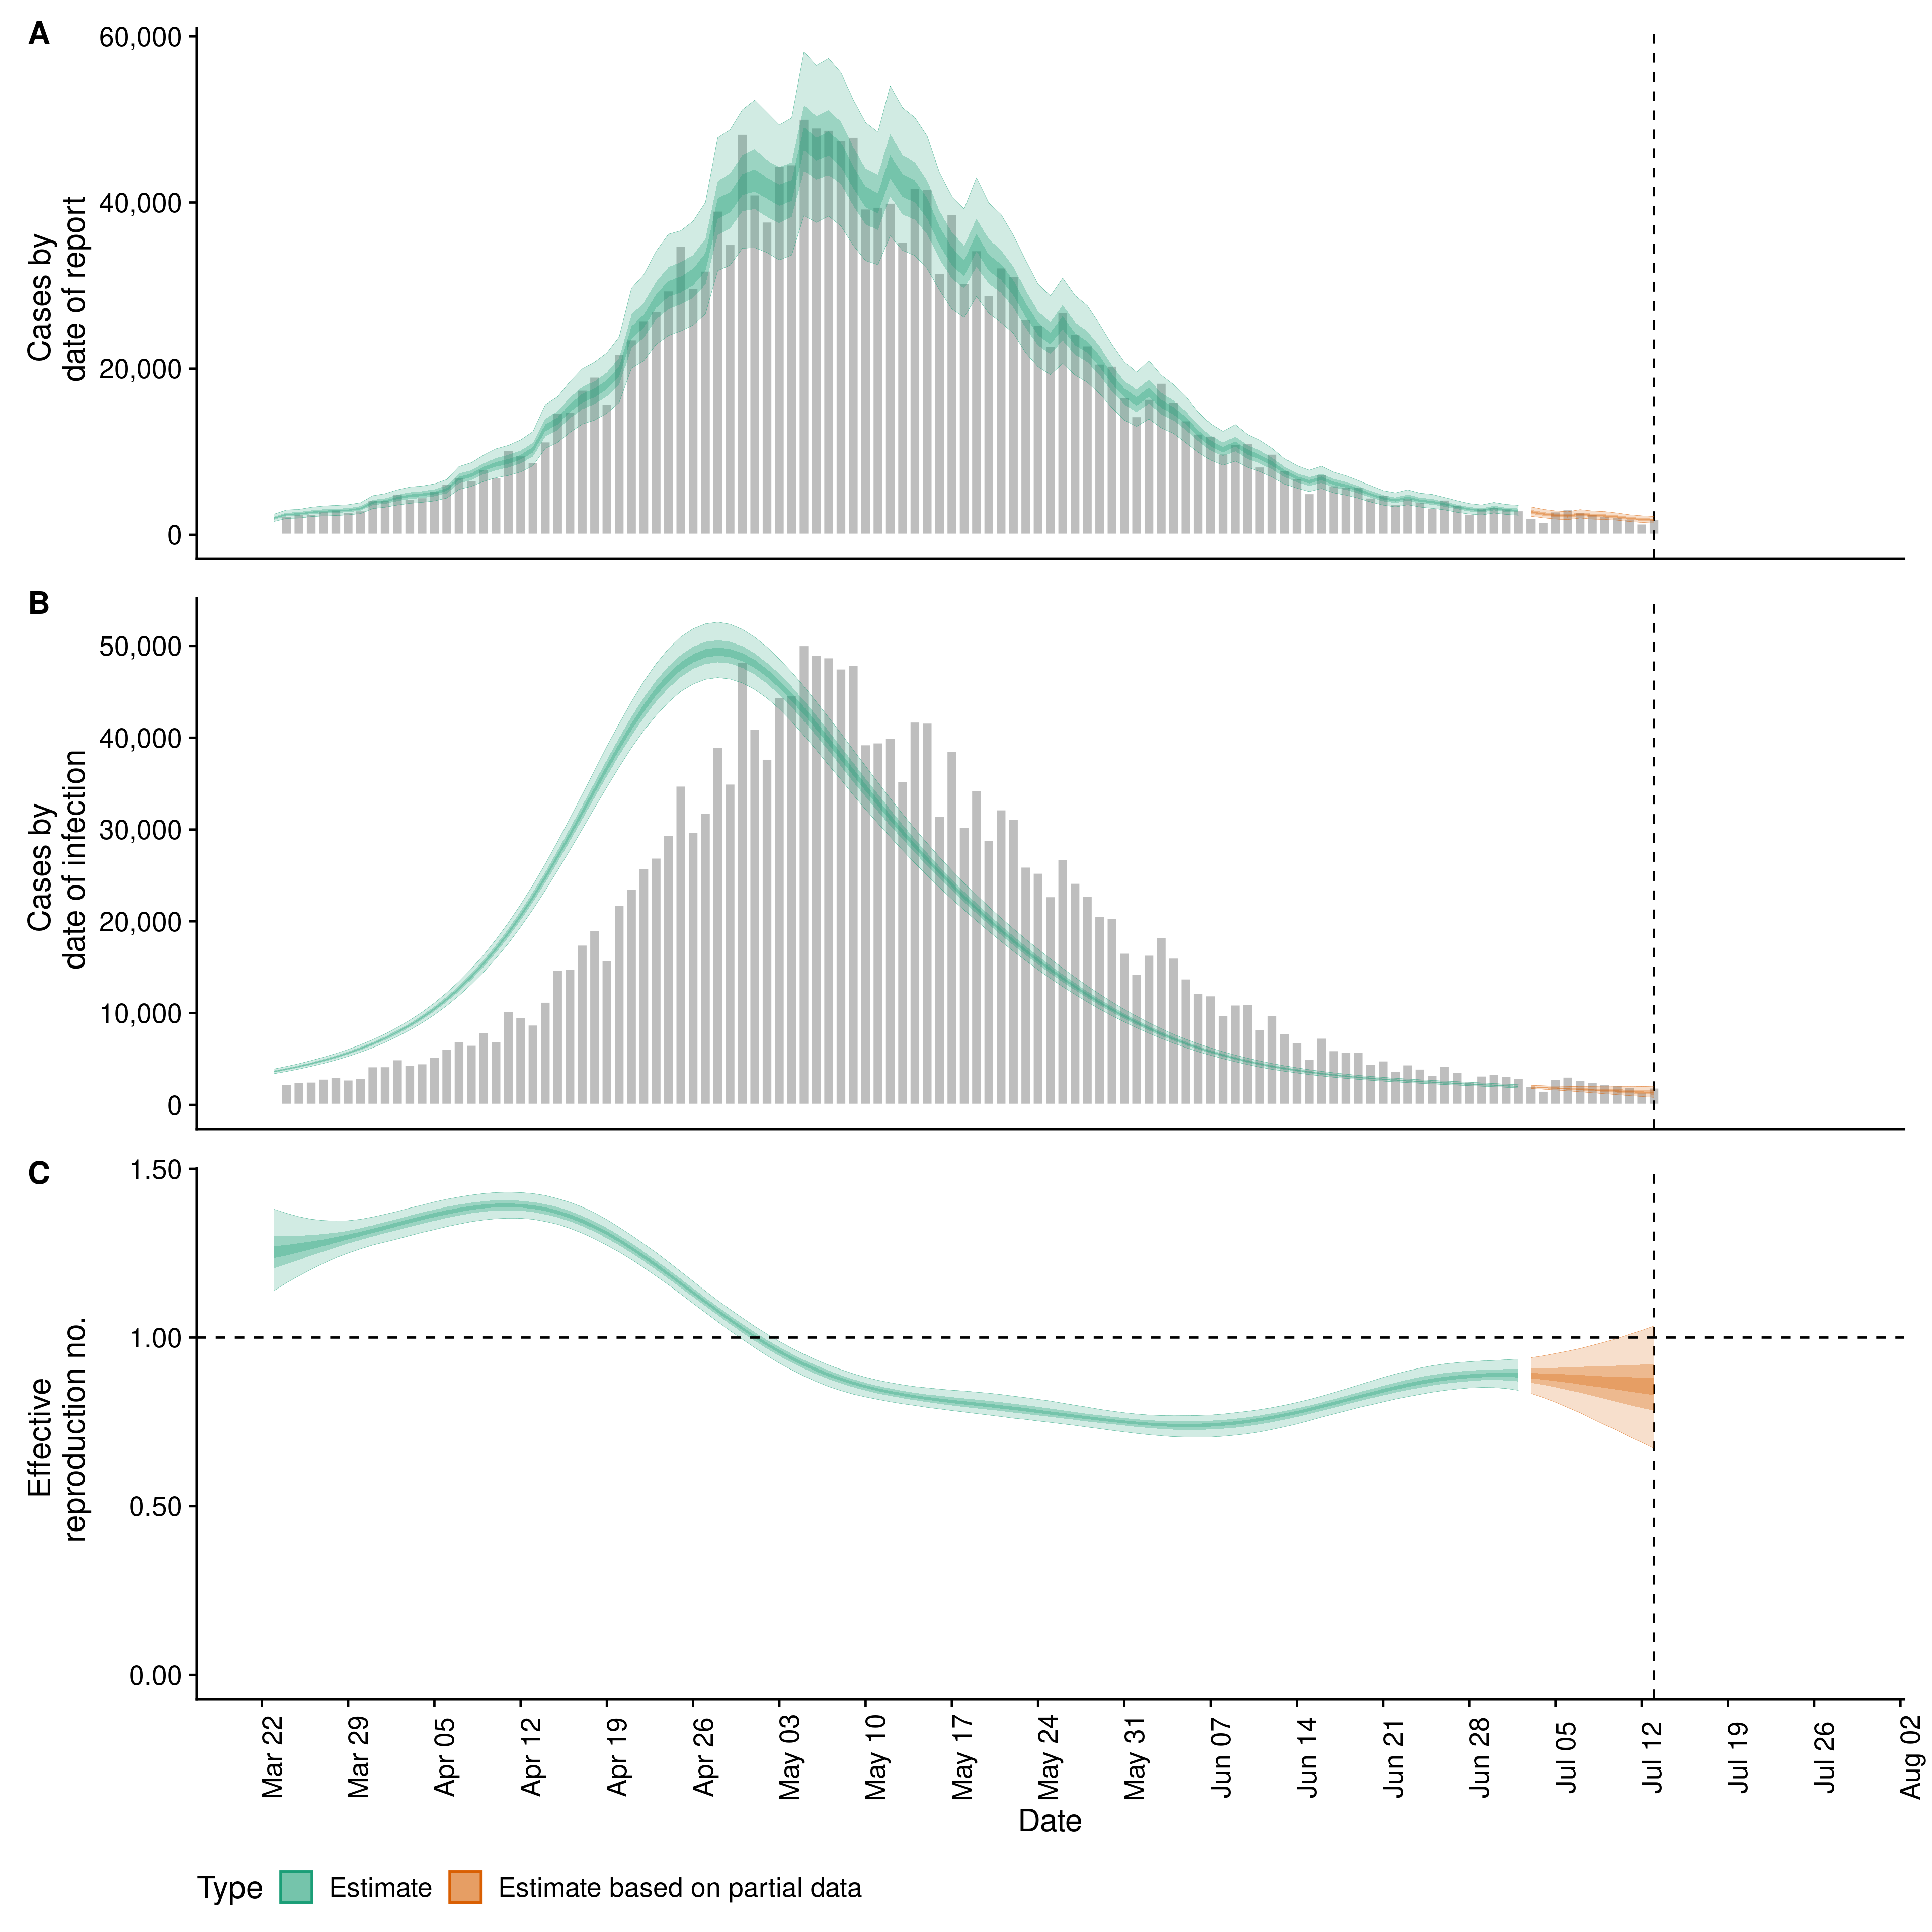 A
Cases by
date of report
60,000
40,000
20,000
0
B
Cases by
date of infection
50,000
40,000
30,000
20,000
10,000
0
C
Effective
reproduction no.
1.50
1.00
0.50
0.00
Mar 22
Mar 29
Apr 05
Apr 12
Apr 19
Apr 26
May 03
May 10
May 17
May 24
May 31
Jun 07
Jun 14
Jun 21
Jun 28
Jul 05
Jul 12
Jul 19
Jul 26
Aug 02
Date
Type Estimate Estimate based on partial data